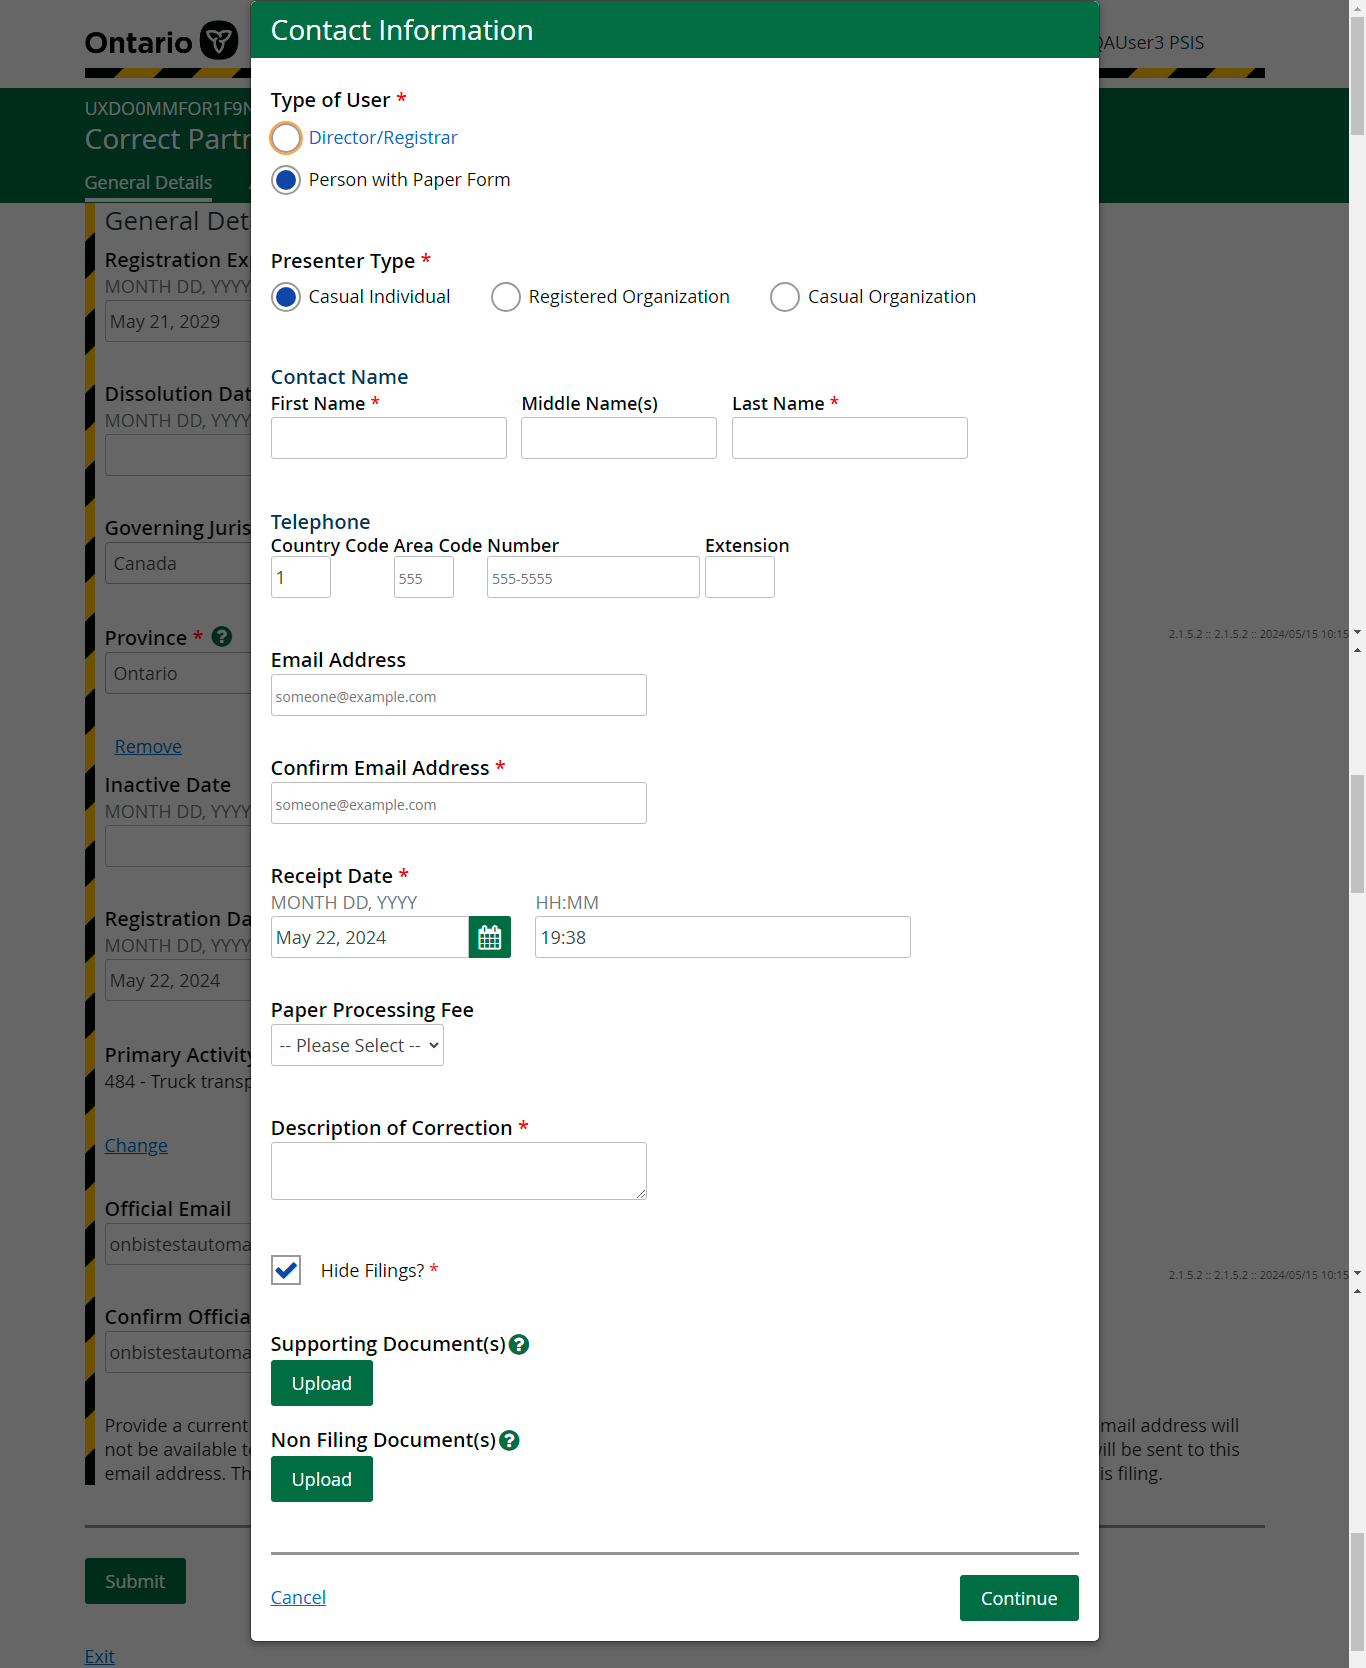 Contact Information
Ontario
QAUser3 PSIS
UXDO0MMFOR1F9N
Correct Partn
General Details
General Det
Registration Ex
MONTH DD, YYYY
May 21, 2029
Dissolution Dat
MONTH DD, YYYY
Governing Juris
Canada
Province *
Ontario
Remove
Inactive Date
MONTH DD, YYYY
Registration Da
MONTH DD, YYYY
May 22, 2024
Primary Activity
484 - Truck transp
Change
Official Email
onbistestautoma
Confirm Officia
onbistestautoma
Provide a current
not be available t
email address. Th
Submit
Exit
Type of User *
Director/Registrar
Person with Paper Form
Presenter Type *
Casual Individual Registered Organization Casual Organization
Contact Name
First Name * Middle Name(s) Last Name *
Telephone
Country Code Area Code Number Extension
1 555 555-5555
Email Address
someone@example.com
Confirm Email Address *
someone@example.com
Receipt Date *
MONTH DD, YYYY HH:MM
May 22, 2024 19:38
Paper Processing Fee
-- Please Select --
Description of Correction *
Hide Filings? *
Supporting Document(s) ?
Upload
Non Filing Document(s) ?
Upload
Cancel Continue
2.1.5.2 :: 2.1.5.2 :: 2024/05/15 10:15
2.1.5.2 :: 2.1.5.2 :: 2024/05/15 10:15
mail address will
ill be sent to this
is filing.